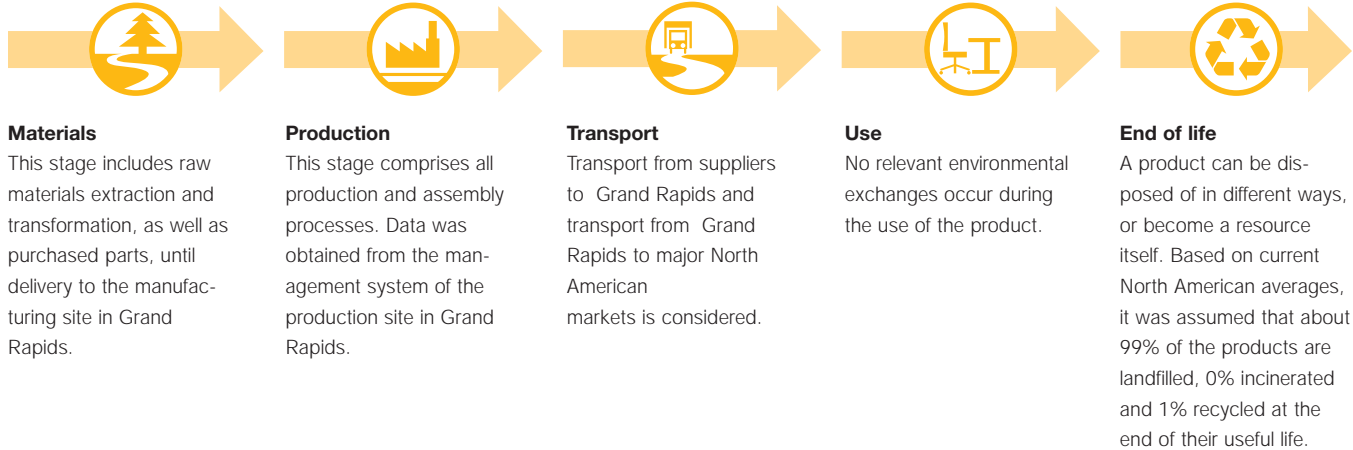 Materials
This stage includes raw
materials extraction and
transformation, as well as
purchased parts, until
delivery to the manufac-
turing site in Grand
Rapids.
Production
This stage comprises all
production and assembly
processes. Data was
obtained from the man-
agement system of the
production site in Grand
Rapids.
Transport
Transport from suppliers
to Grand Rapids and
transport from Grand
Rapids to major North
American
markets is considered.
Use
No relevant environmental
exchanges occur during
the use of the product.
End of life
A product can be dis-
posed of in different ways,
or become a resource
itself. Based on current
North American averages,
it was assumed that about
99% of the products are
landfilled, 0% incinerated
and 1% recycled at the
end of their useful life.